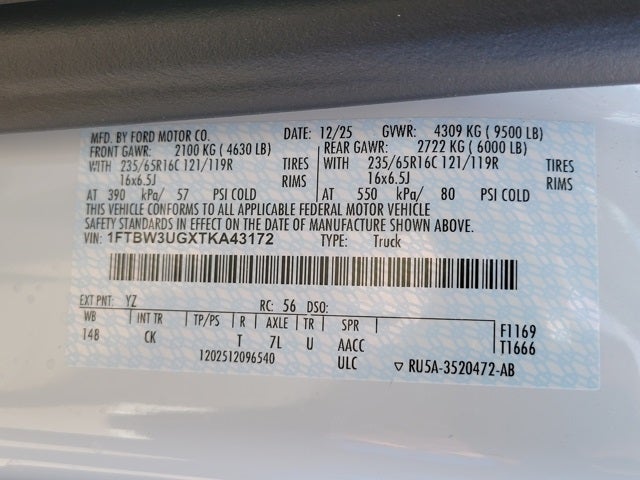 MFD. BY FORD MOTOR CO. DATE: 12/25 GVWR: 4309 KG ( 9500 LB)
FRONT GAWR: 2100 KG ( 4630 LB) REAR GAWR: 2722 KG ( 6000 LB)
WITH 235/65R16C 121/119R TIRES WITH 235/65R16C 121/119R TIRES
16x6.5J RIMS 16x6.5J RIMS
AT 390 kPa/ 57 PSI COLD AT 550 kPa/ 80 PSI COLD
THIS VEHICLE CONFORMS TO ALL APPLICABLE FEDERAL MOTOR VEHICLE
SAFETY STANDARDS IN EFFECT ON THE DATE OF MANUFACTURE SHOWN ABOVE.
VIN: 1FTBW3UGXTKA43172 TYPE: Truck
EXT PNT: YZ RC: 56 DSO:
WB INT TR TP/PS R AXLE TR SPR F1169
148 CK T 7L U AACC T1666
1202512096540 ULC ▽ RU5A-3520472-AB